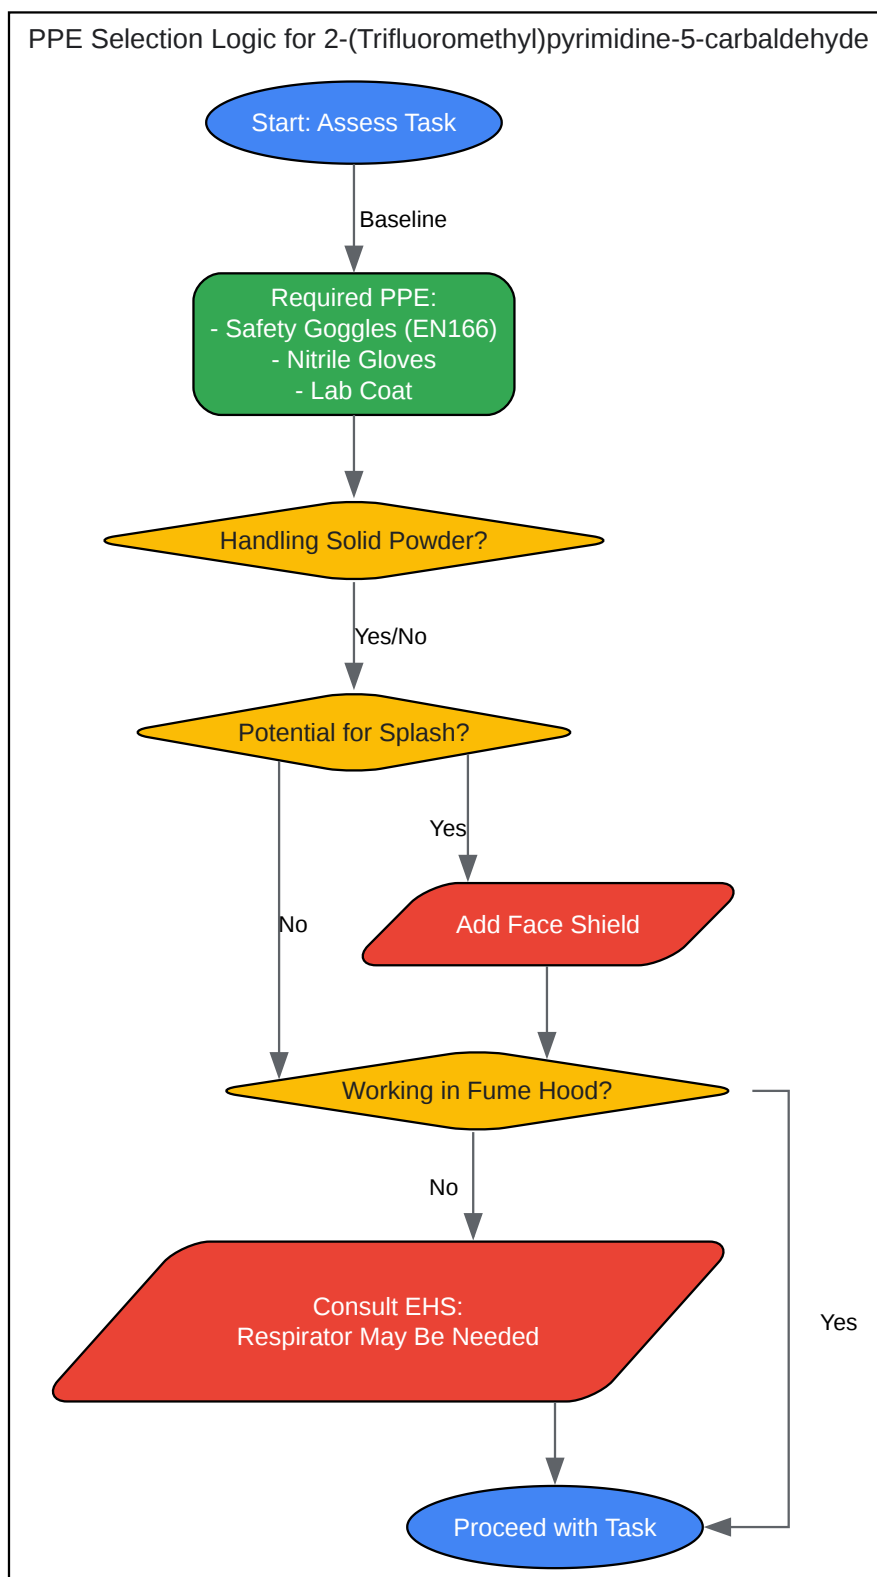 PPE Selection Logic for 2-(Trifluoromethyl)pyrimidine-5-carbaldehyde
Start: Assess Task
Baseline
Required PPE:
- Safety Goggles (EN166)
- Nitrile Gloves
- Lab Coat
Handling Solid Powder?
Yes/No
Potential for Splash?
Yes
No
Add Face Shield
Working in Fume Hood?
No
Consult EHS:
Respirator May Be Needed
Yes
Proceed with Task